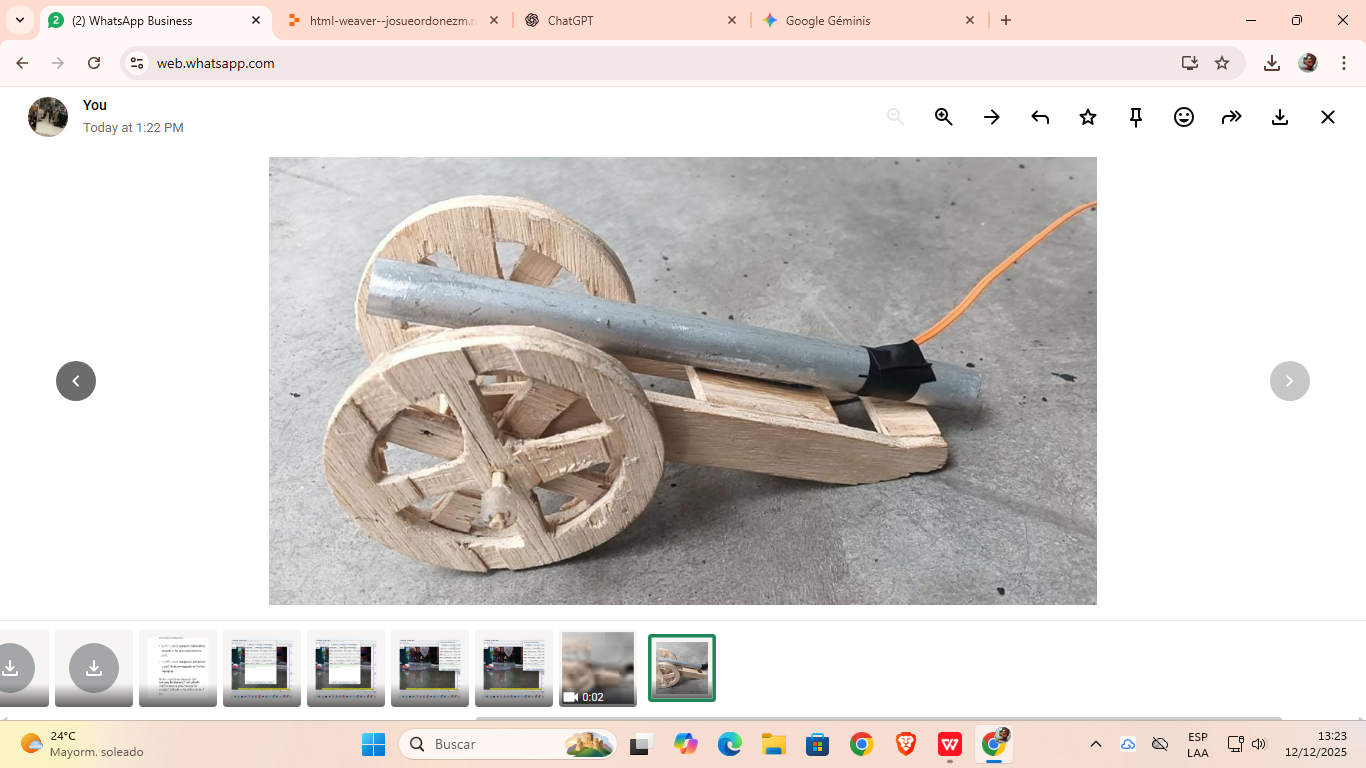 (2) WhatsApp Business
html-weaver--josueordonezm.r
ChatGPT
Google Géminis
web.whatsapp.com
You
Today at 1:22 PM
0:02
24°C
Mayorm. soleado
Buscar
ESP
LAA
13:23
12/12/2025